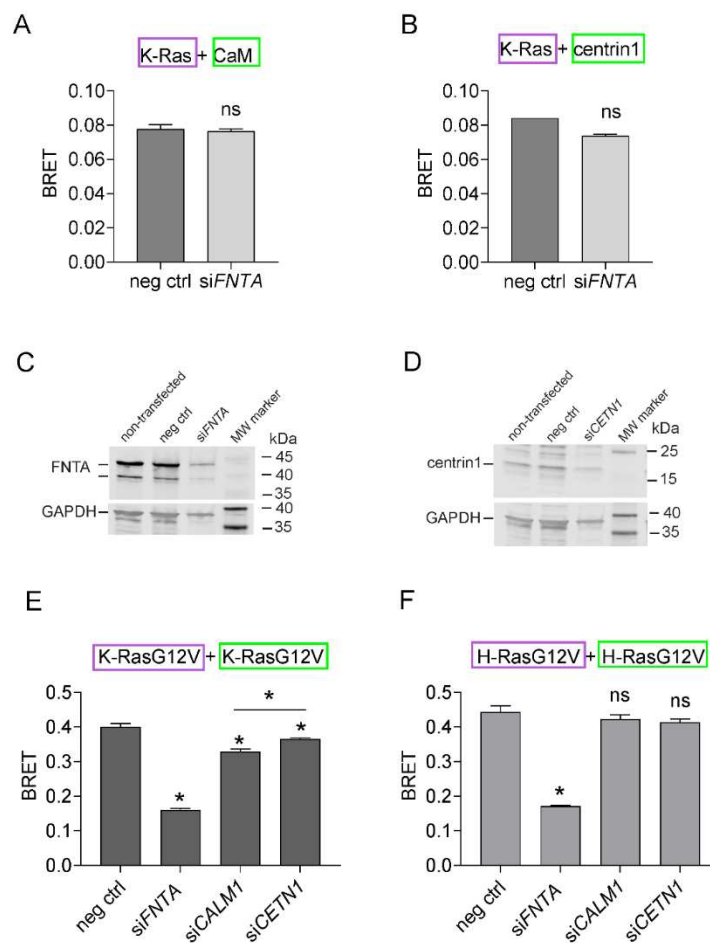 A
K-Ras + CaM
BRET
0.10
0.08
0.06
0.04
0.02
0.00
ns
neg ctrl siFNTA
B
K-Ras + centrin1
BRET
0.10
0.08
0.06
0.04
0.02
0.00
ns
neg ctrl siFNTA
C
non-transfected
neg ctrl
siFNTA
MW marker
kDa
FNTA
45
40
35
GAPDH
40
35
D
non-transfected
neg ctrl
siCETN1
MW marker
kDa
centrin1
25
15
GAPDH
40
35
E
K-RasG12V + K-RasG12V
BRET
0.5
0.4
0.3
0.2
0.1
0.0
*
*
*
*
neg ctrl
siFNTA
siCALM1
siCETN1
F
H-RasG12V + H-RasG12V
BRET
0.5
0.4
0.3
0.2
0.1
0.0
*
ns
ns
neg ctrl
siFNTA
siCALM1
siCETN1